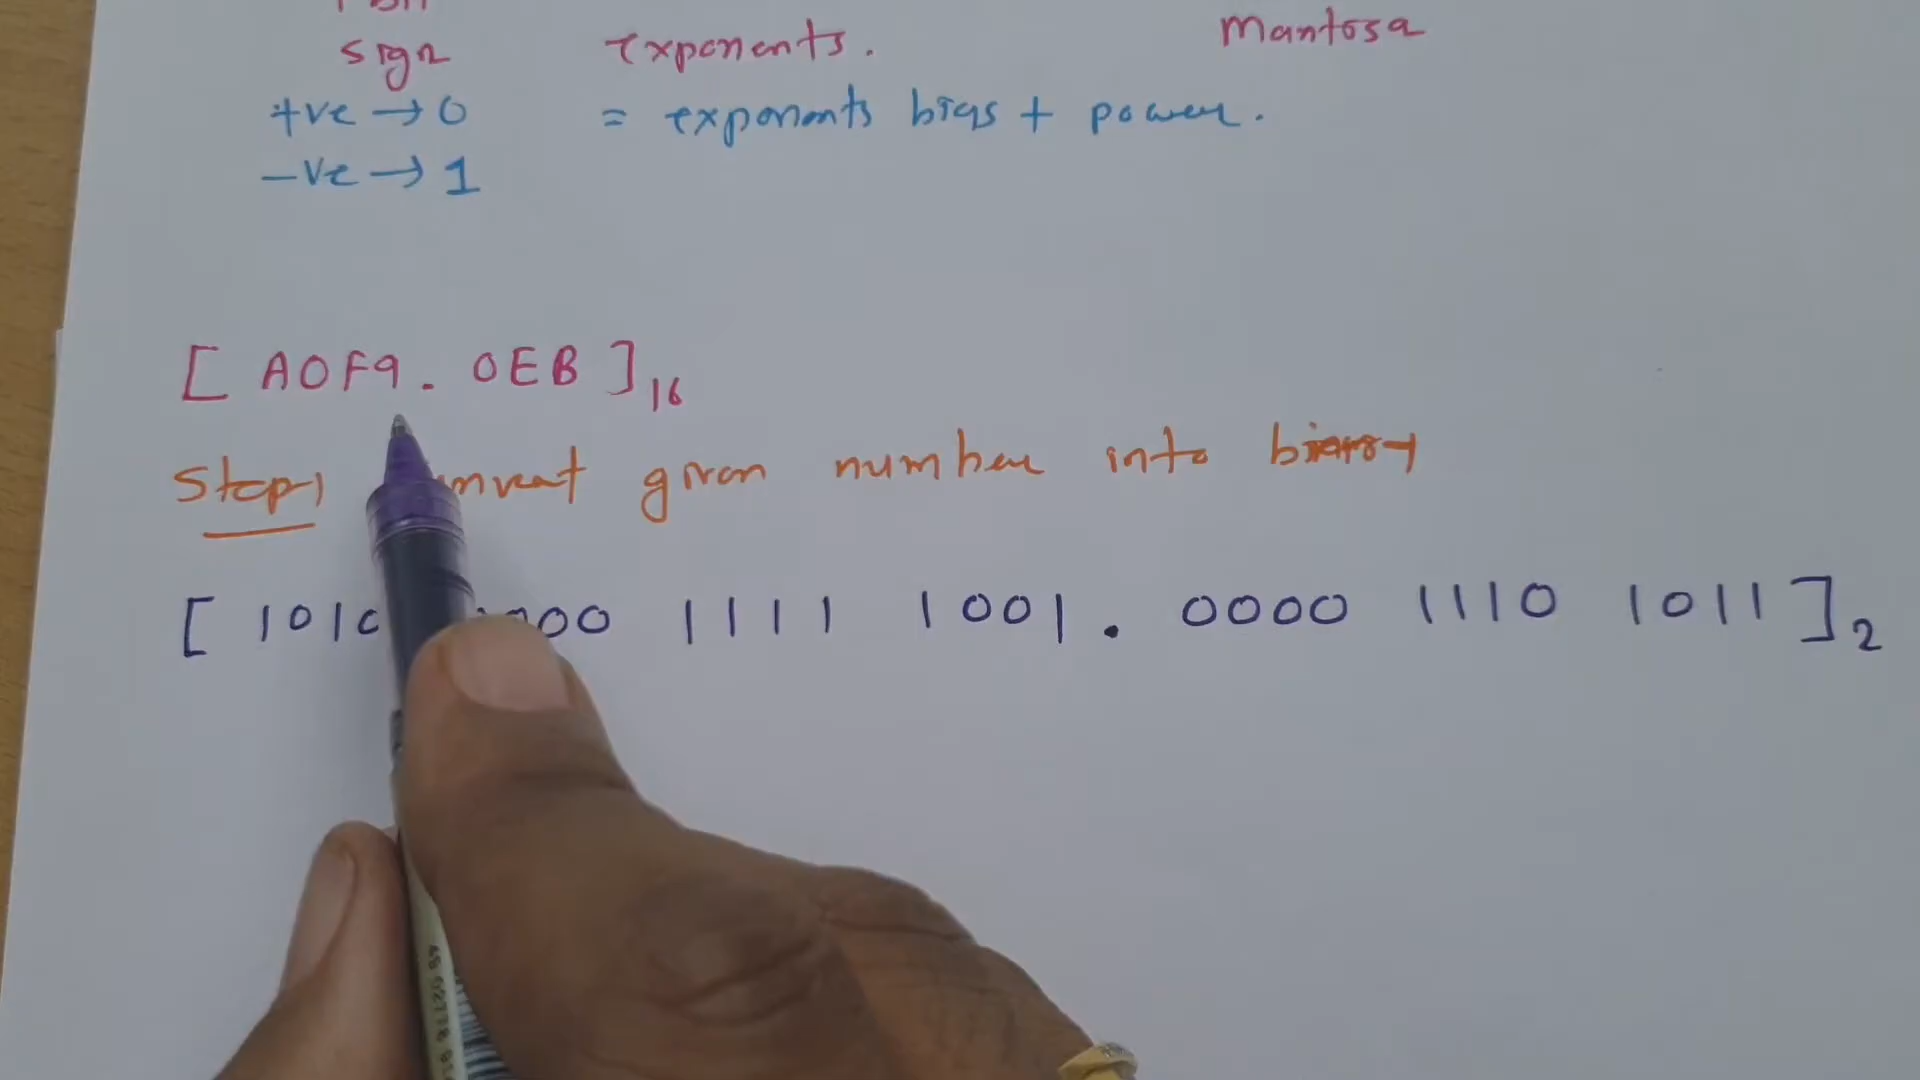 sign exponents. Mantosa
+ve → 0 = exponents bias + power.
-ve → 1
[ A0F9 . 0EB ]16
Step1 given number into binary
[ 1010 1111 1001 . 0000 1110 1011 ]2